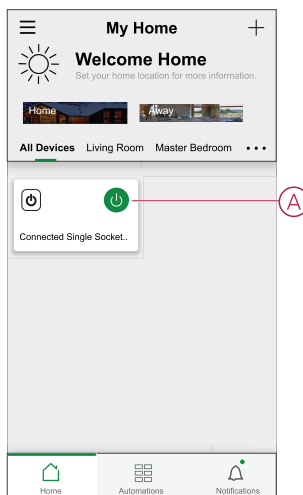 My Home
Welcome Home
Set your home location for more information.
Home Away
All Devices Living Room Master Bedroom
A
Connected Single Socket..
Home Automations Notifications